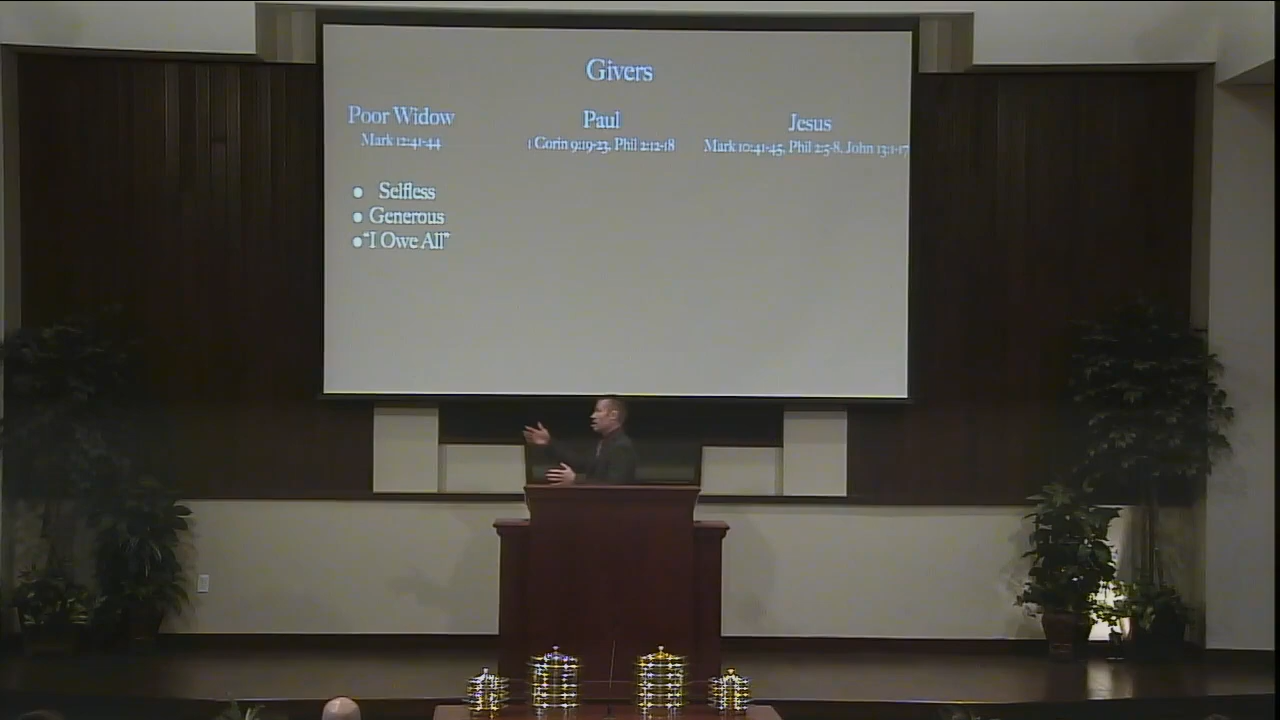 Givers
Poor Widow
Mark 12:41-44
Paul
1 Corin 9:19-23, Phil 2:12-18
Jesus
Mark 10:41-45, Phil 2:5-8, John 13:1-17
● Selfless
● Generous
●"I Owe All"